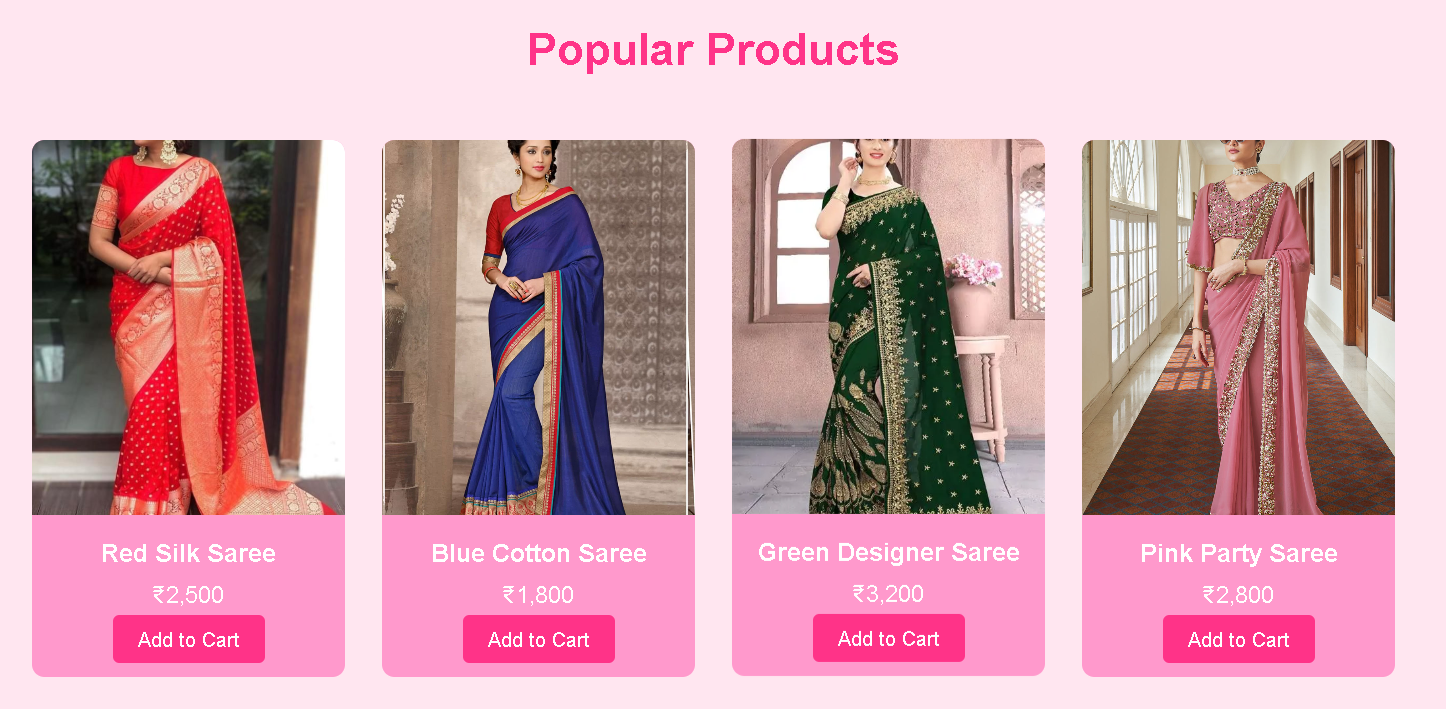 Popular Products
Red Silk Saree
₹2,500
Add to Cart
Blue Cotton Saree
₹1,800
Add to Cart
Green Designer Saree
₹3,200
Add to Cart
Pink Party Saree
₹2,800
Add to Cart